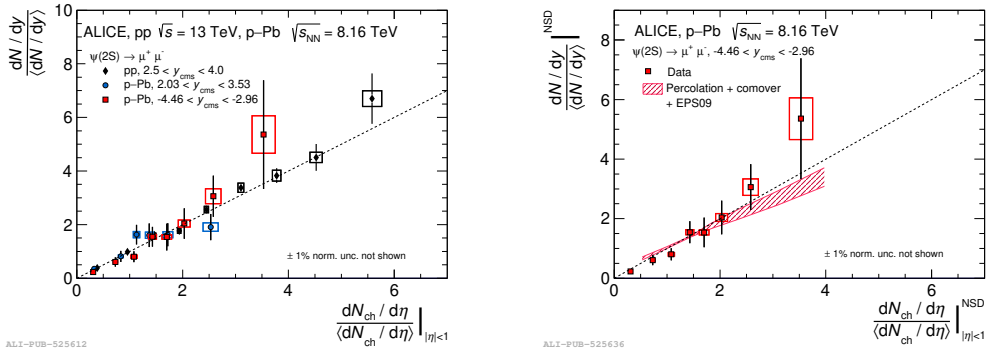 dN / dy
⟨dN / dy⟩
10
8
6
4
2
0
ALICE, pp √s = 13 TeV, p−Pb √sNN = 8.16 TeV
ψ(2S) → μ+ μ-
pp, 2.5 < ycms < 4.0
p−Pb, 2.03 < ycms < 3.53
p−Pb, -4.46 < ycms < -2.96
± 1% norm. unc. not shown
0 2 4 6
dNch / dη
⟨dNch / dη⟩ |η|<1
ALI-PUB-525612
dN / dy NSD
⟨dN / dy⟩
8
6
4
2
0
ALICE, p−Pb √sNN = 8.16 TeV
ψ(2S) → μ+ μ-, -4.46 < ycms < -2.96
Data
Percolation + comover
+ EPS09
± 1% norm. unc. not shown
0 2 4 6
dNch / dη NSD
⟨dNch / dη⟩ |η|<1
ALI-PUB-525636